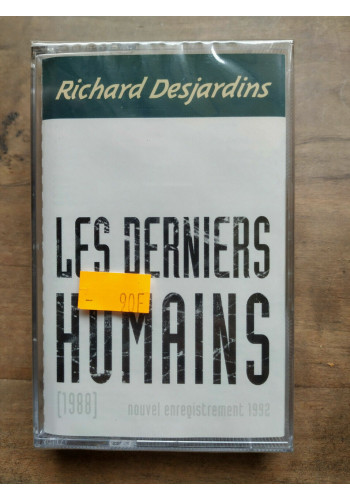 Richard Desjardins
LES DERNIERS
HUMAINS
[1988] nouvel enregistrement 1992